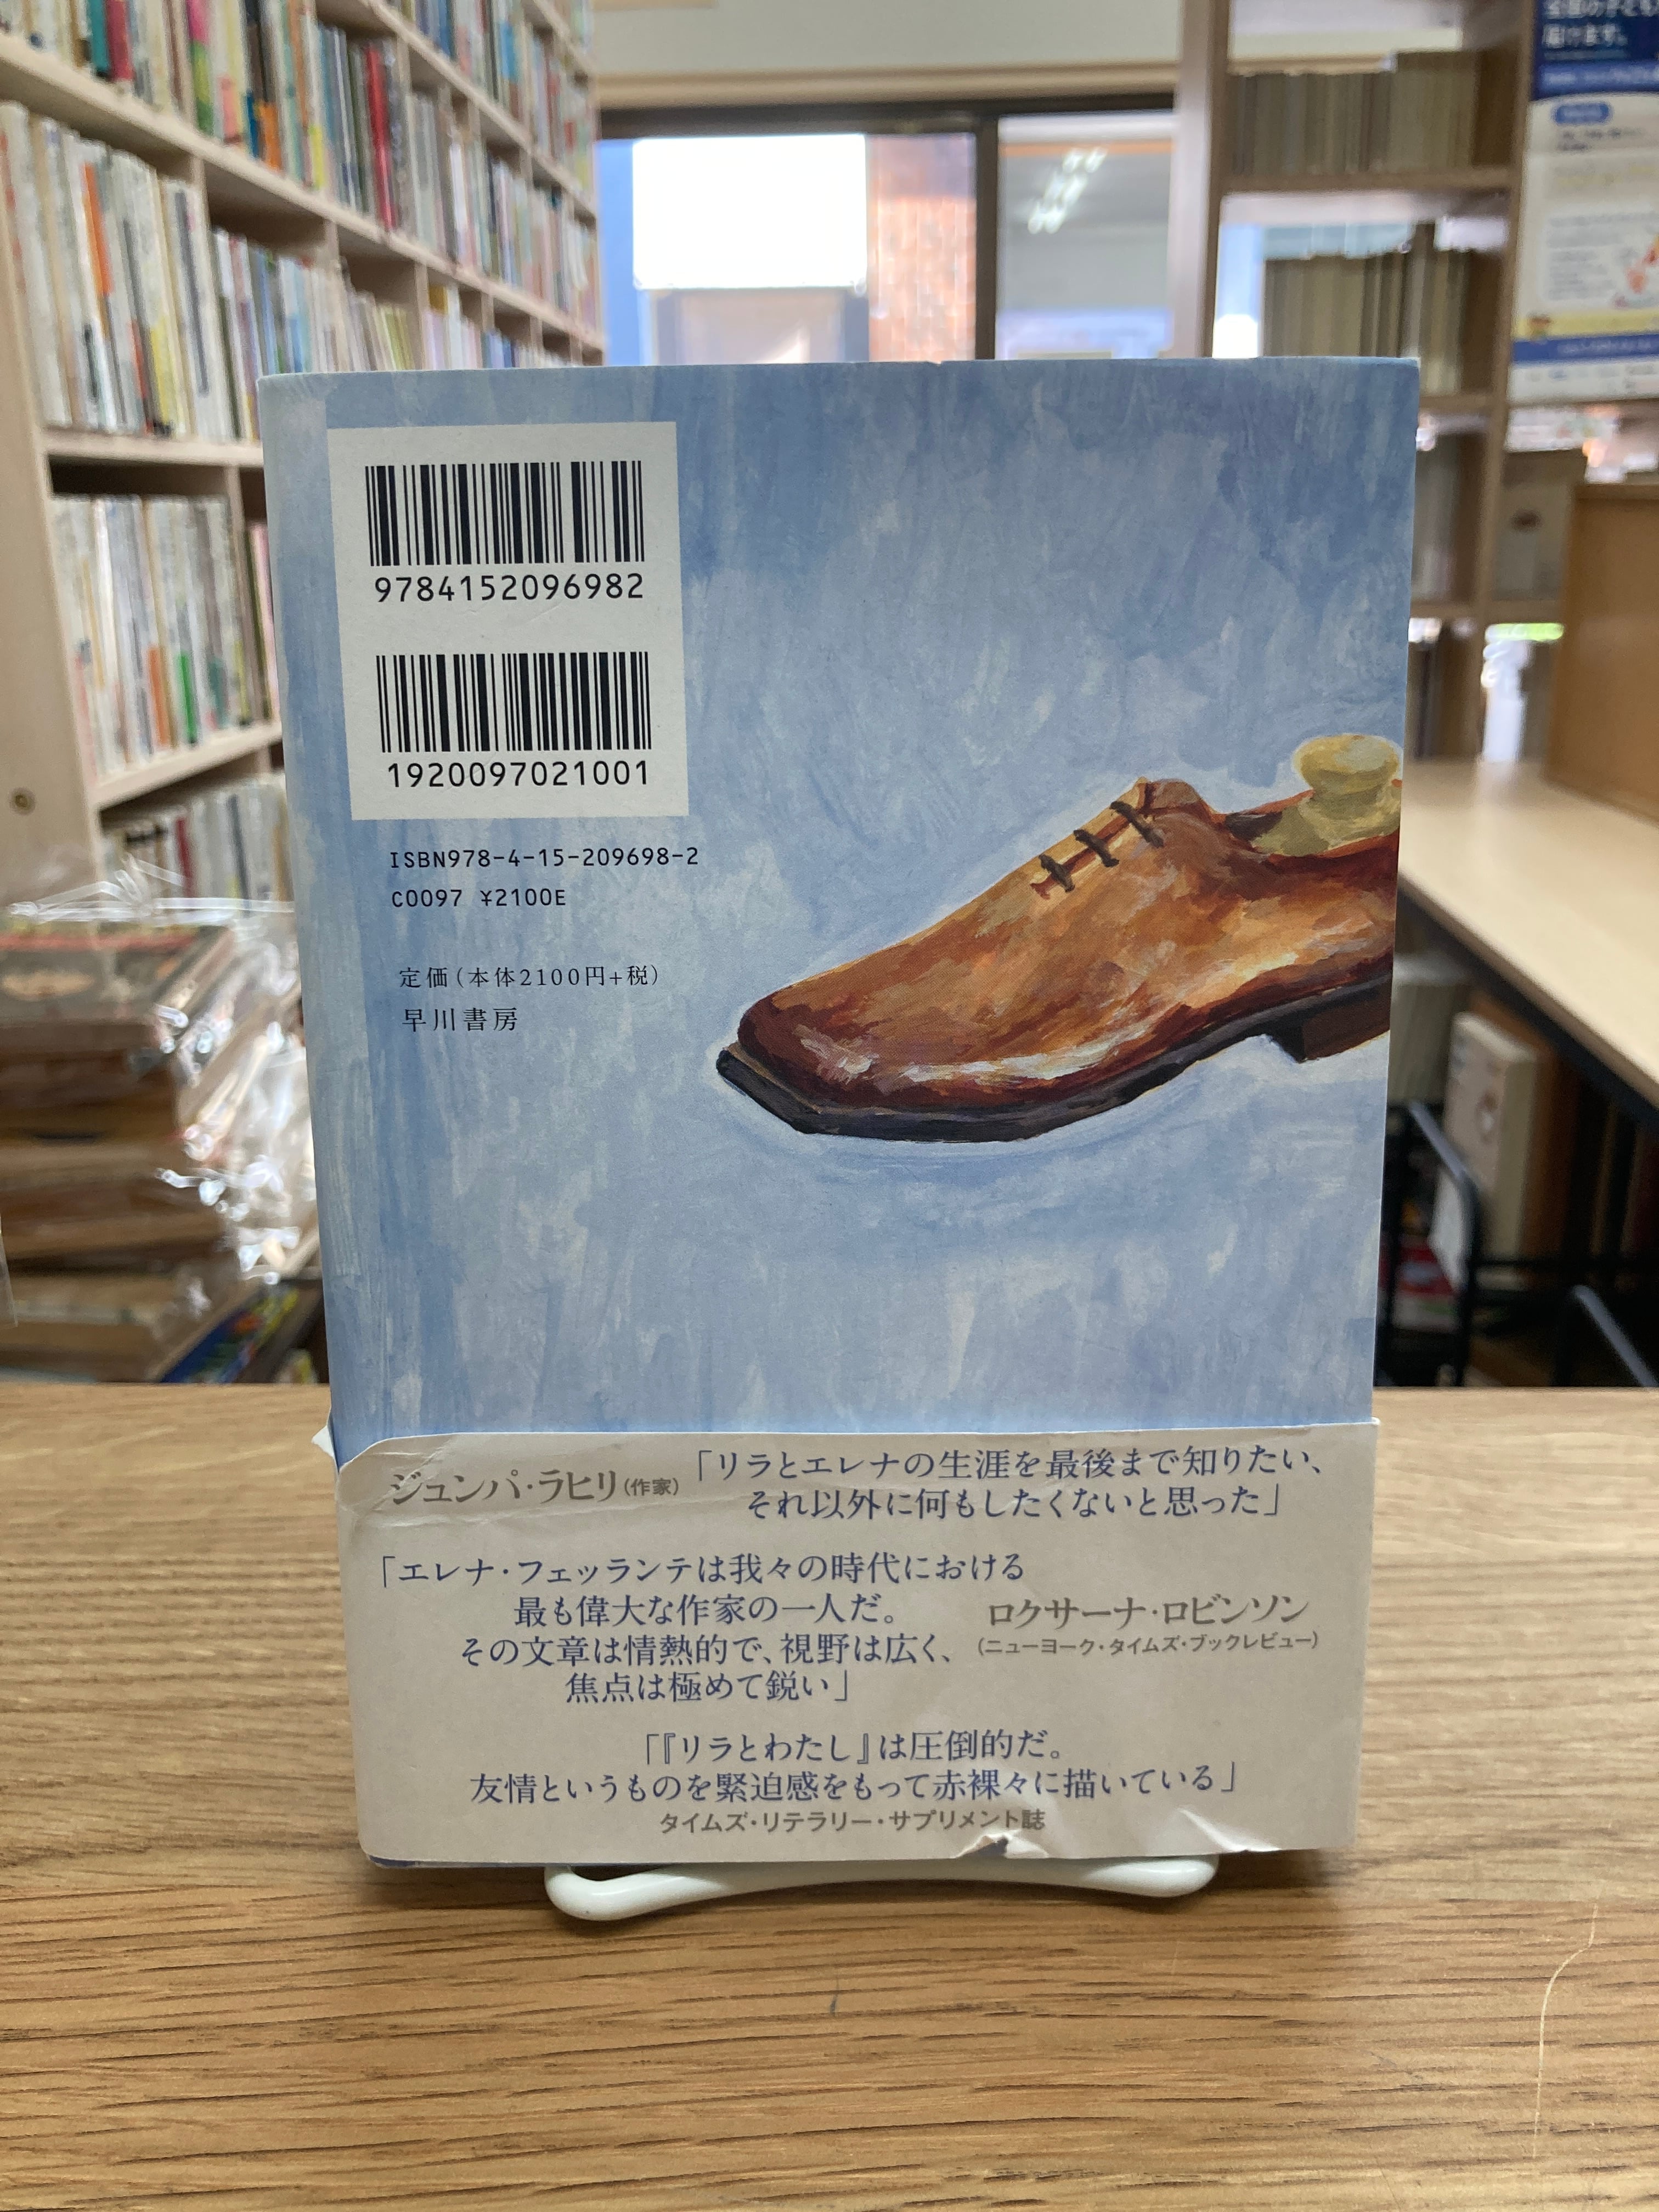 9784152096982
1920097021001
ISBN978-4-15-209698-2
C0097 ¥2100E
定価(本体2100円+税)
早川書房
ジュンパ・ラヒリ(作家)
「リラとエレナの生涯を最後まで知りたい、
それ以外に何もしたくないと思った」
「エレナ・フェッランテは我々の時代における
最も偉大な作家の一人だ。
その文章は情熱的で、視野は広く、
焦点は極めて鋭い」
ロクサーナ・ロビンソン
(ニューヨーク・タイムズ・ブックレビュー)
「『リラとわたし』は圧倒的だ。
友情というものを緊迫感をもって赤裸々に描いている」
タイムズ・リテラリー・サプリメント誌
届けます。